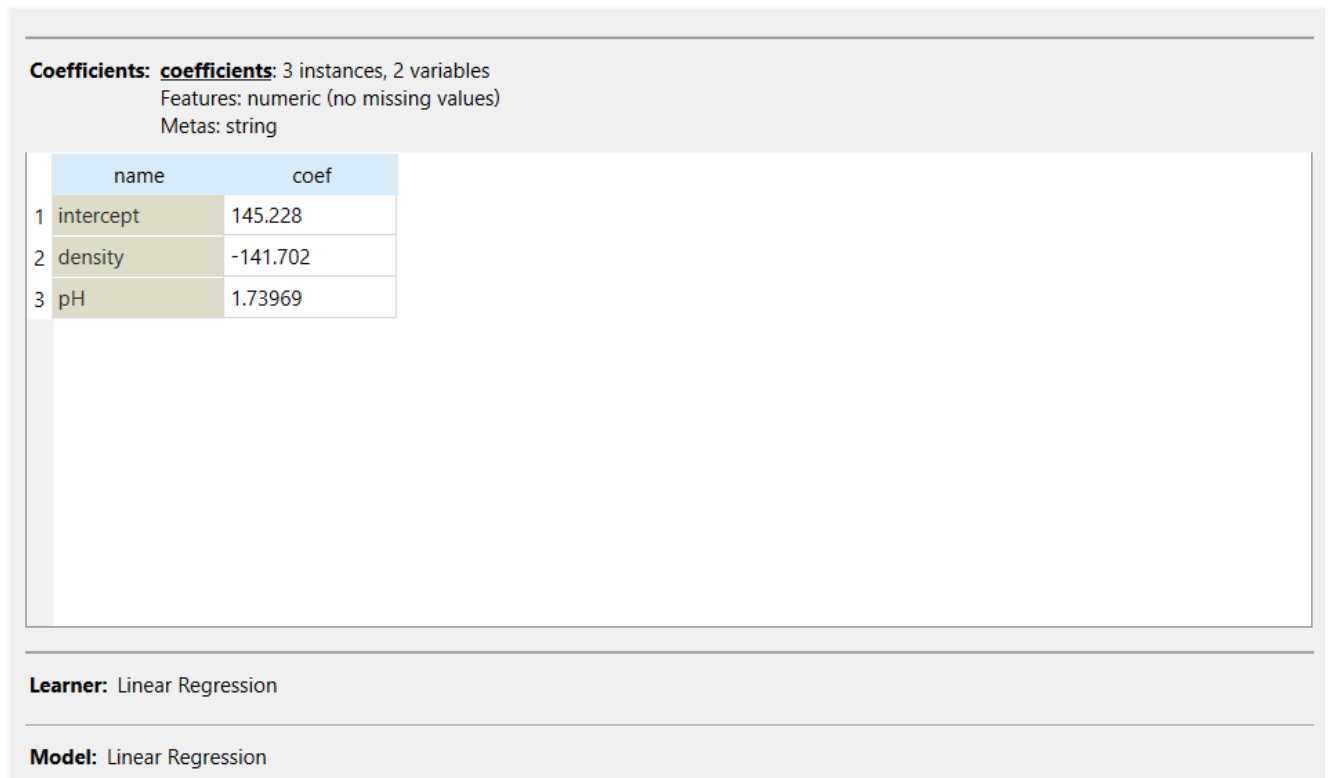 Coefficients: coefficients: 3 instances, 2 variables
Features: numeric (no missing values)
Metas: string
name coef
1 intercept 145.228
2 density -141.702
3 pH 1.73969
Learner: Linear Regression
Model: Linear Regression